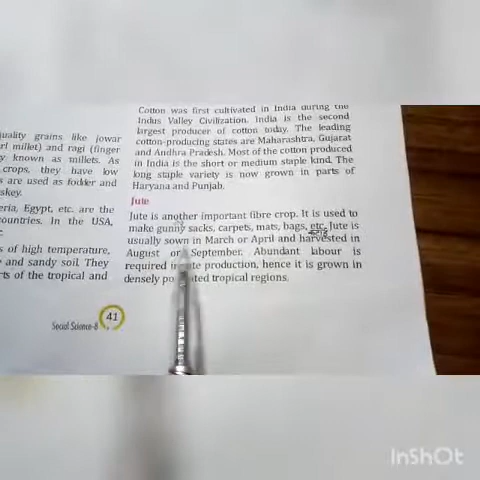 uality grains like jowar
rl millet) and ragi (finger
y known as millets. As
crops, they have low
s are used as fodder and
skey.
eria, Egypt, etc. are the
ountries. In the USA,
s of high temperature,
and sandy soil. They
rts of the tropical and
Social Science-8
41
Cotton was first cultivated in India during the
Indus Valley Civilization. India is the second
largest producer of cotton today. The leading
cotton-producing states are Maharashtra, Gujarat
and Andhra Pradesh. Most of the cotton produced
in India is the short or medium staple kind. The
long staple variety is now grown in parts of
Haryana and Punjab.
Jute
Jute is another important fibre crop. It is used to
make gunny sacks, carpets, mats, bags, etc. Jute is
usually sown in March or April and harvested in
August or September. Abundant labour is
required production, hence it is grown in
densely tropical regions.
InShOt